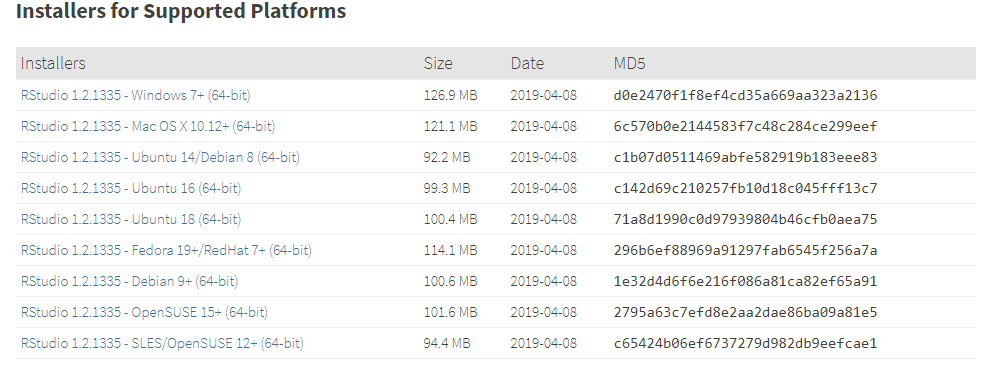 Installers for Supported Platforms
Installers Size Date MD5
RStudio 1.2.1335 - Windows 7+ (64-bit) 126.9 MB 2019-04-08 d0e2470f1f8ef4cd35a669aa323a2136
RStudio 1.2.1335 - Mac OS X 10.12+ (64-bit) 121.1 MB 2019-04-08 6c570b0e2144583f7c48c284ce299eef
RStudio 1.2.1335 - Ubuntu 14/Debian 8 (64-bit) 92.2 MB 2019-04-08 c1b07d0511469abfe582919b183eee83
RStudio 1.2.1335 - Ubuntu 16 (64-bit) 99.3 MB 2019-04-08 c142d69c210257fb10d18c045fff13c7
RStudio 1.2.1335 - Ubuntu 18 (64-bit) 100.4 MB 2019-04-08 71a8d1990c0d97939804b46cfb0aea75
RStudio 1.2.1335 - Fedora 19+/RedHat 7+ (64-bit) 114.1 MB 2019-04-08 296b6ef88969a91297fab6545f256a7a
RStudio 1.2.1335 - Debian 9+ (64-bit) 100.6 MB 2019-04-08 1e32d4d6f6e216f086a81ca82ef65a91
RStudio 1.2.1335 - OpenSUSE 15+ (64-bit) 101.6 MB 2019-04-08 2795a63c7efd8e2aa2dae86ba09a81e5
RStudio 1.2.1335 - SLES/OpenSUSE 12+ (64-bit) 94.4 MB 2019-04-08 c65424b06ef6737279d982db9eefcae1